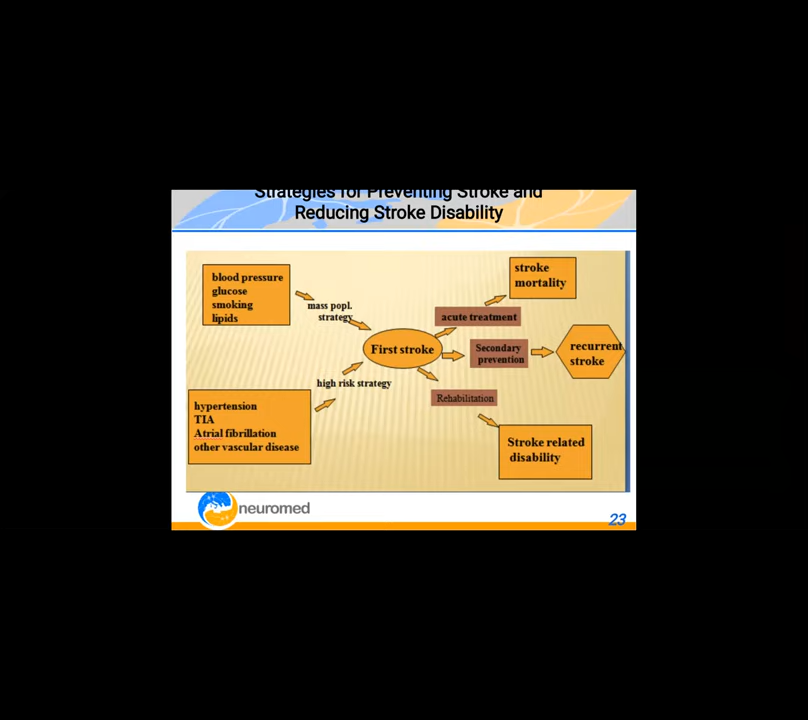 Strategies for Preventing Stroke and
Reducing Stroke Disability
blood pressure
glucose
smoking
lipids
mass popl.
strategy
high risk strategy
hypertension
TIA
Atrial fibrillation
other vascular disease
First stroke
acute treatment
stroke
mortality
Secondary
prevention
recurrent
stroke
Rehabilitation
Stroke related
disability
neuromed
23